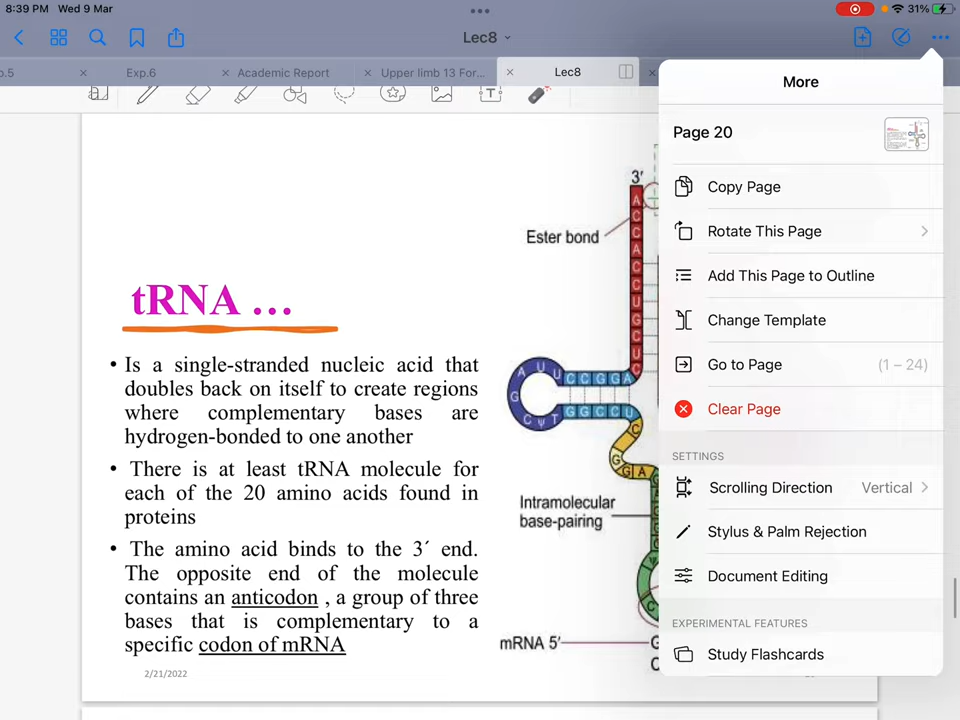 8:39 PM Wed 9 Mar
31%
Lec8
p.5
Exp.6
Academic Report
Upper limb 13 For...
Lec8
More
Page 20
Copy Page
Rotate This Page
Add This Page to Outline
Change Template
Go to Page (1 – 24)
Clear Page
SETTINGS
Scrolling Direction Vertical
Stylus & Palm Rejection
Document Editing
EXPERIMENTAL FEATURES
Study Flashcards
tRNA ...
• Is a single-stranded nucleic acid that
doubles back on itself to create regions
where complementary bases are
hydrogen-bonded to one another
• There is at least tRNA molecule for
each of the 20 amino acids found in
proteins
• The amino acid binds to the 3´ end.
The opposite end of the molecule
contains an anticodon , a group of three
bases that is complementary to a
specific codon of mRNA
2/21/2022
3′
Ester bond
A
C
C
A
C
C
U
G
C
U
C
G A U U C C G G A
C Ψ T G G C C U
C
G
G A
Intramolecular
base-pairing
mRNA 5′